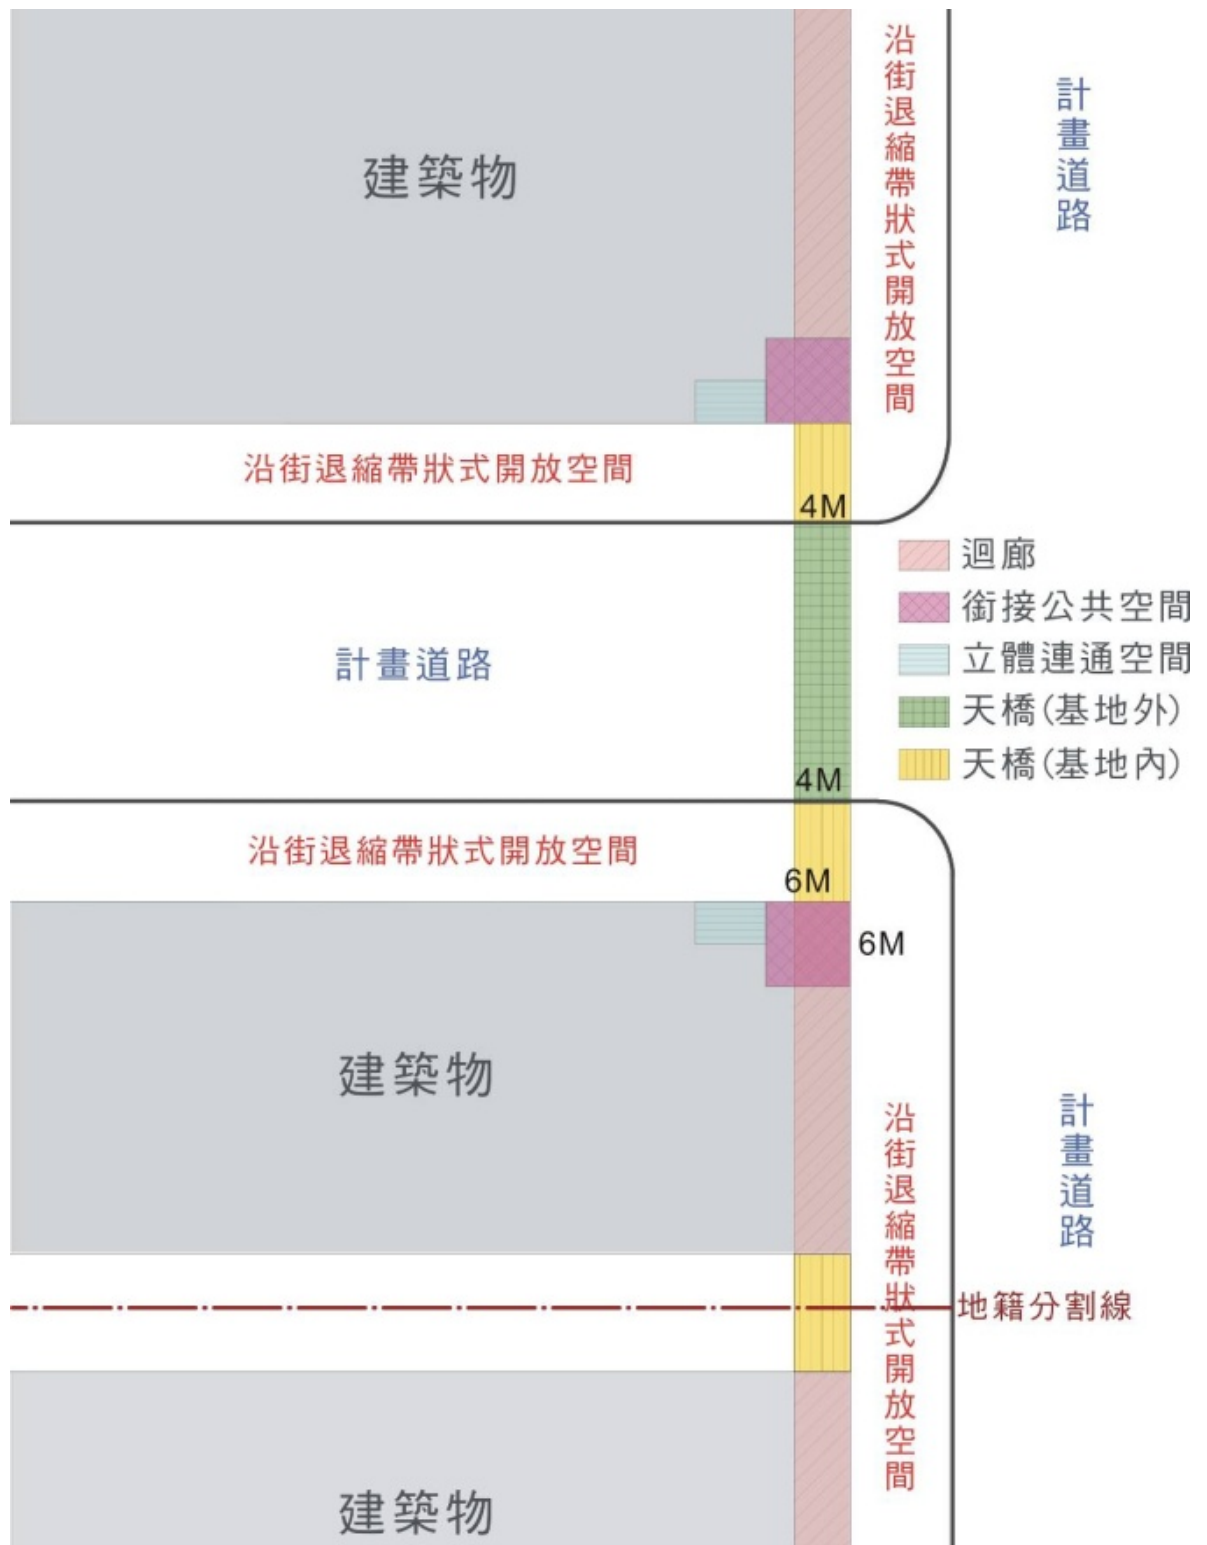 沿街退縮帶狀式開放空間
計畫道路
建築物
沿街退縮帶狀式開放空間
4M
迴廊
銜接公共空間
立體連通空間
天橋(基地外)
天橋(基地內)
計畫道路
4M
沿街退縮帶狀式開放空間
6M
6M
建築物
計畫道路
沿街退縮帶狀式開放空間
地籍分割線
建築物